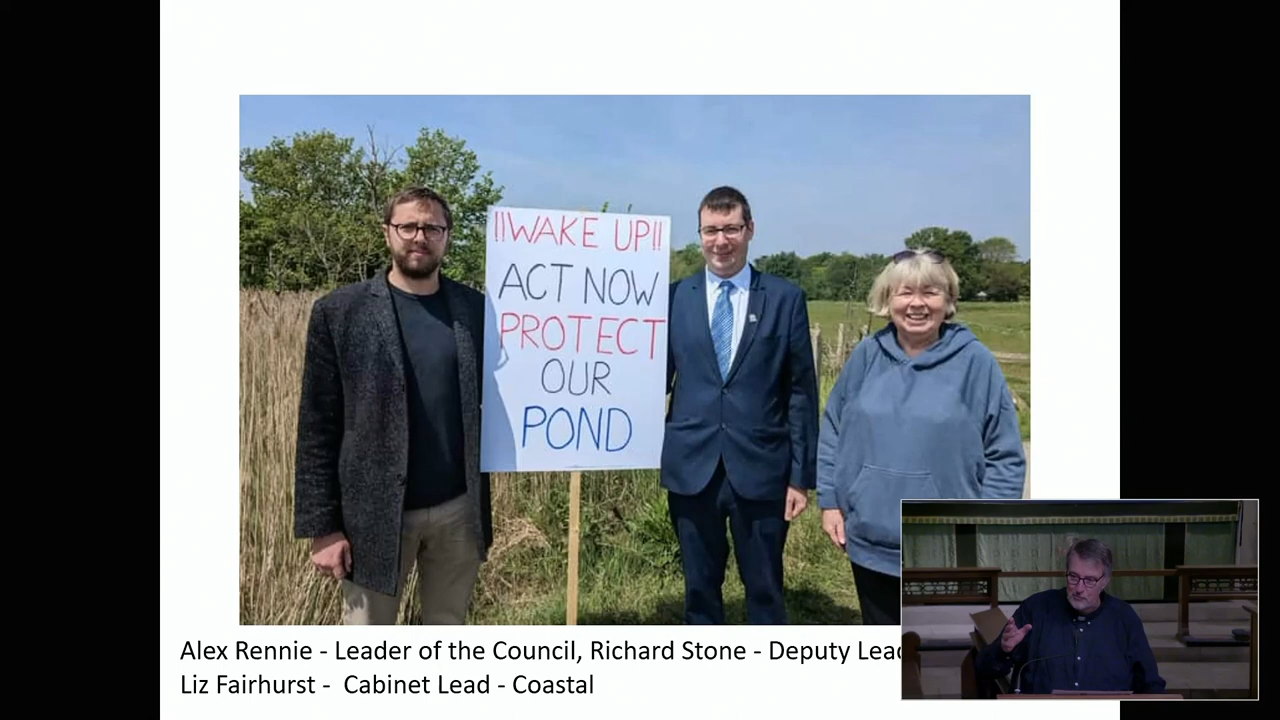 !!WAKE UP!!
ACT NOW
PROTECT
OUR
POND
Alex Rennie - Leader of the Council, Richard Stone - Deputy
Liz Fairhurst - Cabinet Lead - Coastal